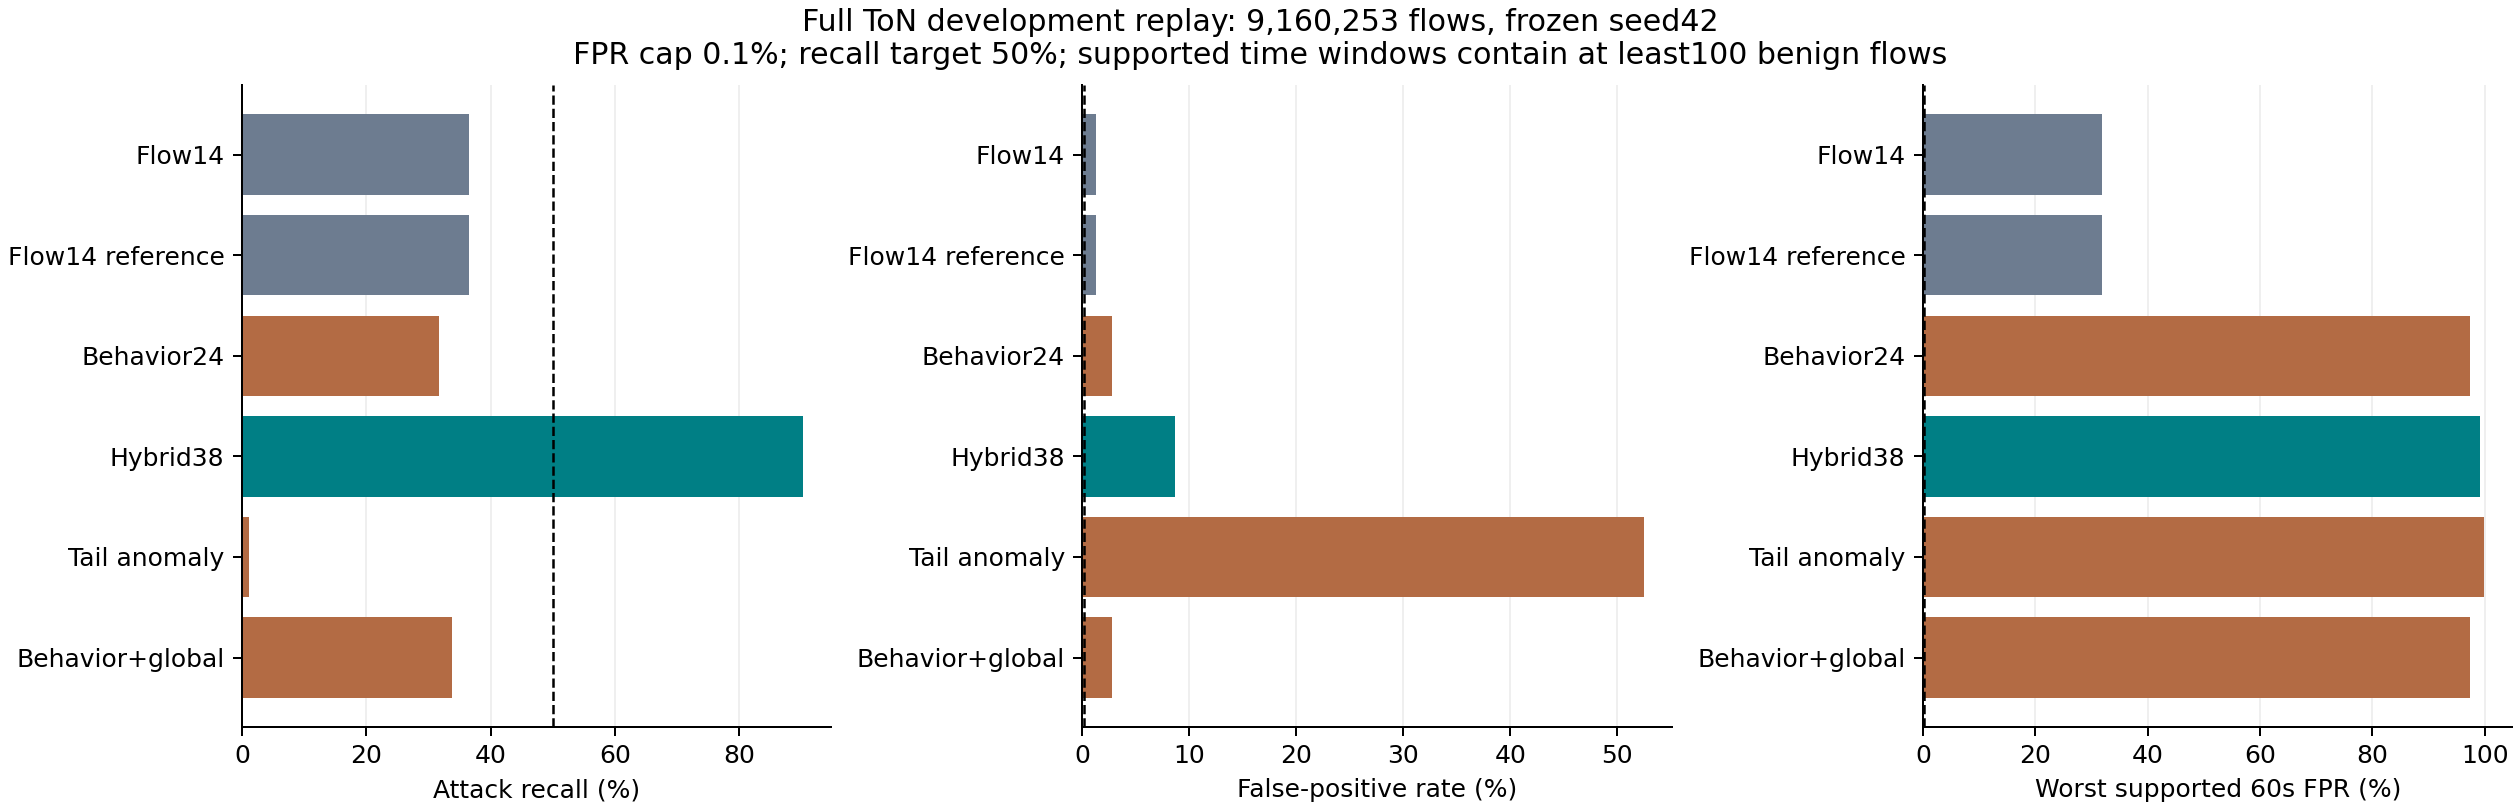 Full ToN development replay: 9,160,253 flows, frozen seed42
FPR cap 0.1%; recall target 50%; supported time windows contain at least100 benign flows
Flow14
Flow14 reference
Behavior24
Hybrid38
Tail anomaly
Behavior+global
0 20 40 60 80
Attack recall (%)
Flow14
Flow14 reference
Behavior24
Hybrid38
Tail anomaly
Behavior+global
0 10 20 30 40 50
False-positive rate (%)
Flow14
Flow14 reference
Behavior24
Hybrid38
Tail anomaly
Behavior+global
0 20 40 60 80 100
Worst supported 60s FPR (%)